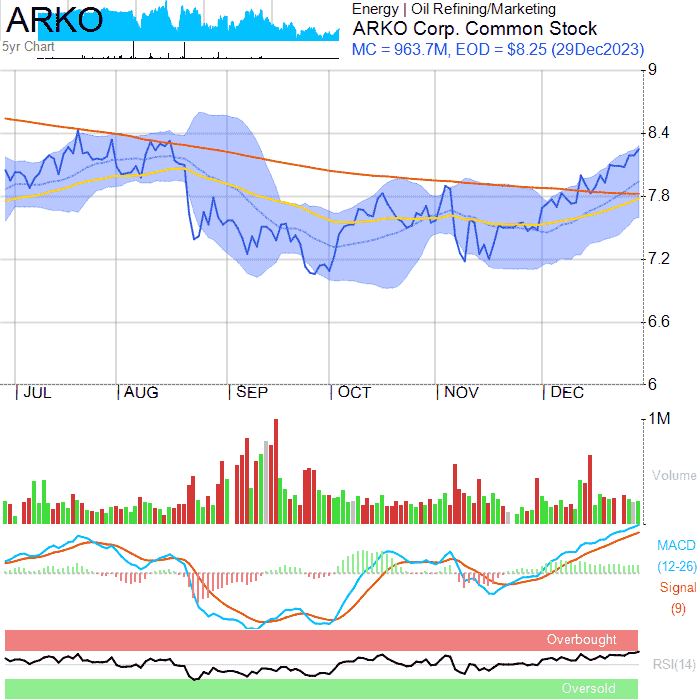 ARKO
5yr Chart
Energy | Oil Refining/Marketing
ARKO Corp. Common Stock
MC = 963.7M, EOD = $8.25 (29Dec2023)
9
8.4
7.8
7.2
6.6
6
| JUL | AUG | SEP | OCT | NOV | DEC
1M
Volume
MACD
(12-26)
Signal
(9)
Overbought
RSI(14)
Oversold